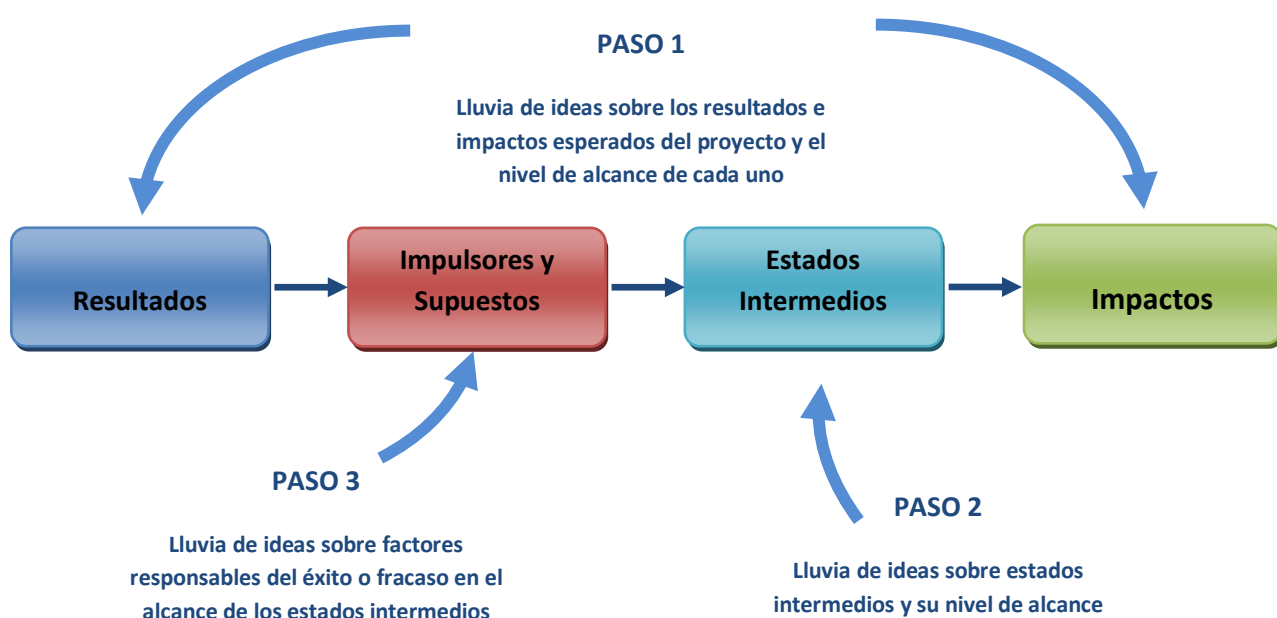 PASO 1
Lluvia de ideas sobre los resultados e
impactos esperados del proyecto y el
nivel de alcance de cada uno
Resultados
Impulsores y
Supuestos
Estados
Intermedios
Impactos
PASO 3
Lluvia de ideas sobre factores
responsables del éxito o fracaso en el
alcance de los estados intermedios
PASO 2
Lluvia de ideas sobre estados
intermedios y su nivel de alcance